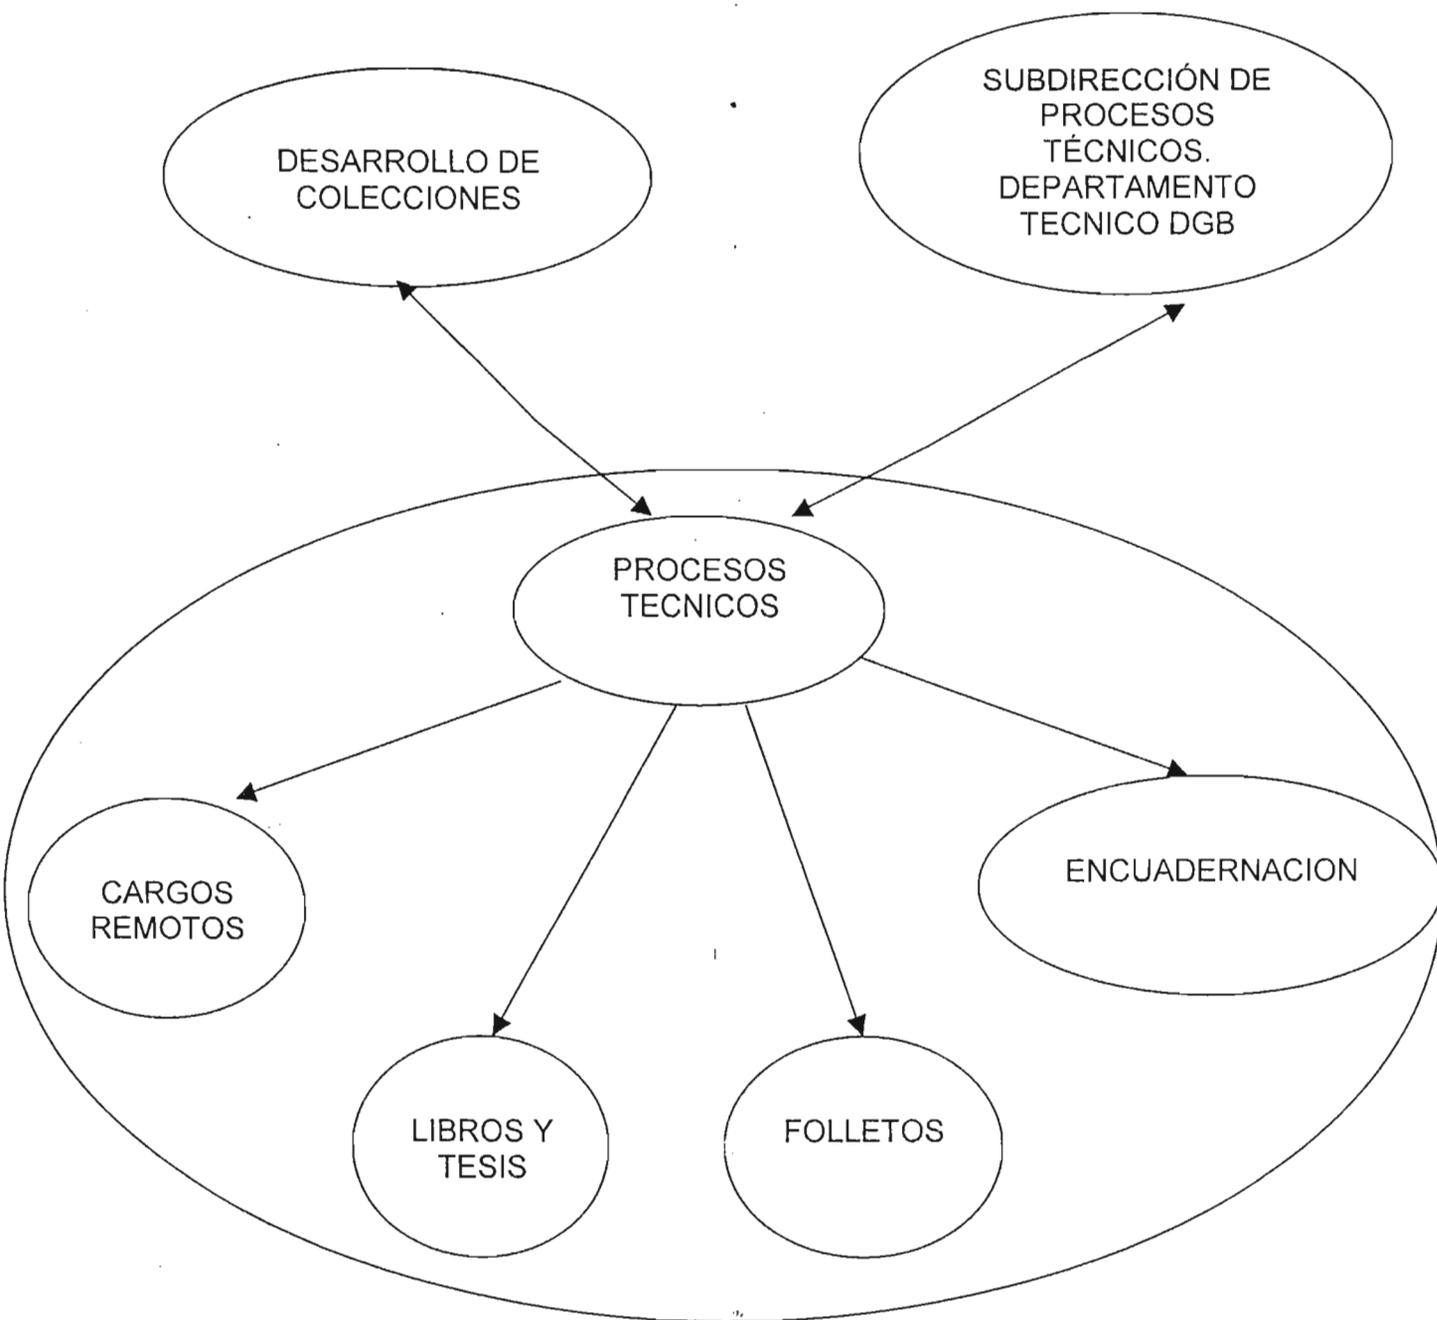 DESARROLLO DE
COLECCIONES
SUBDIRECCIÓN DE
PROCESOS
TÉCNICOS.
DEPARTAMENTO
TECNICO DGB
PROCESOS
TECNICOS
CARGOS
REMOTOS
ENCUADERNACION
LIBROS Y
TESIS
FOLLETOS